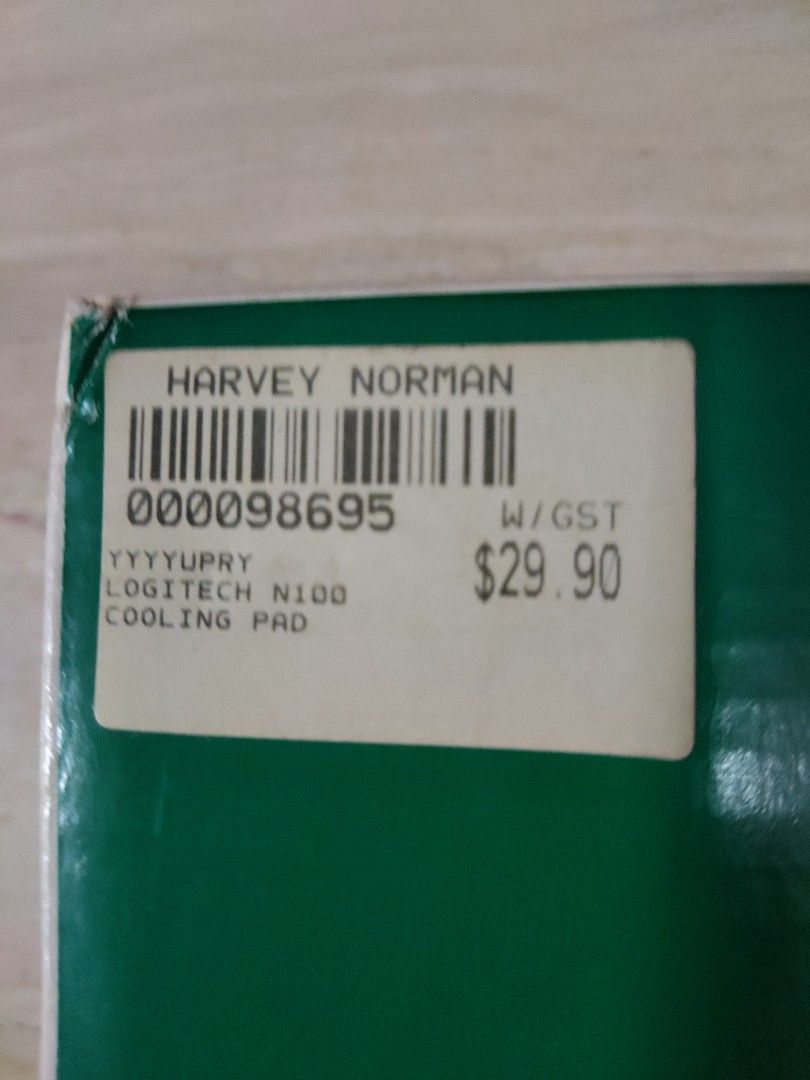 HARVEY NORMAN
000098695 W/GST
YYYYUPRY $29.90
LOGITECH N100
COOLING PAD